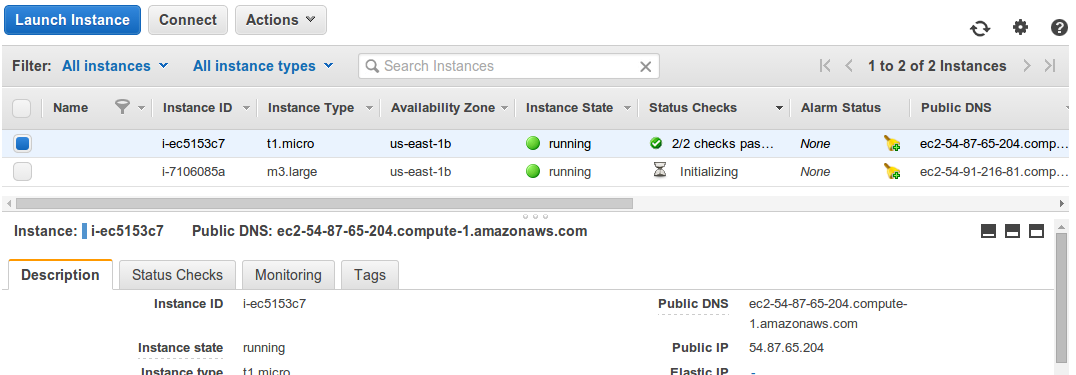 Launch Instance Connect Actions
Filter: All instances All instance types Search Instances 1 to 2 of 2 Instances
Name Instance ID Instance Type Availability Zone Instance State Status Checks Alarm Status Public DNS
i-ec5153c7 t1.micro us-east-1b running 2/2 checks pas... None ec2-54-87-65-204.comp...
i-7106085a m3.large us-east-1b running Initializing None ec2-54-91-216-81.comp...
Instance: i-ec5153c7 Public DNS: ec2-54-87-65-204.compute-1.amazonaws.com
Description Status Checks Monitoring Tags
Instance ID i-ec5153c7 Public DNS ec2-54-87-65-204.compute-
1.amazonaws.com
Instance state running Public IP 54.87.65.204
Instance type t1.micro Elastic IP -